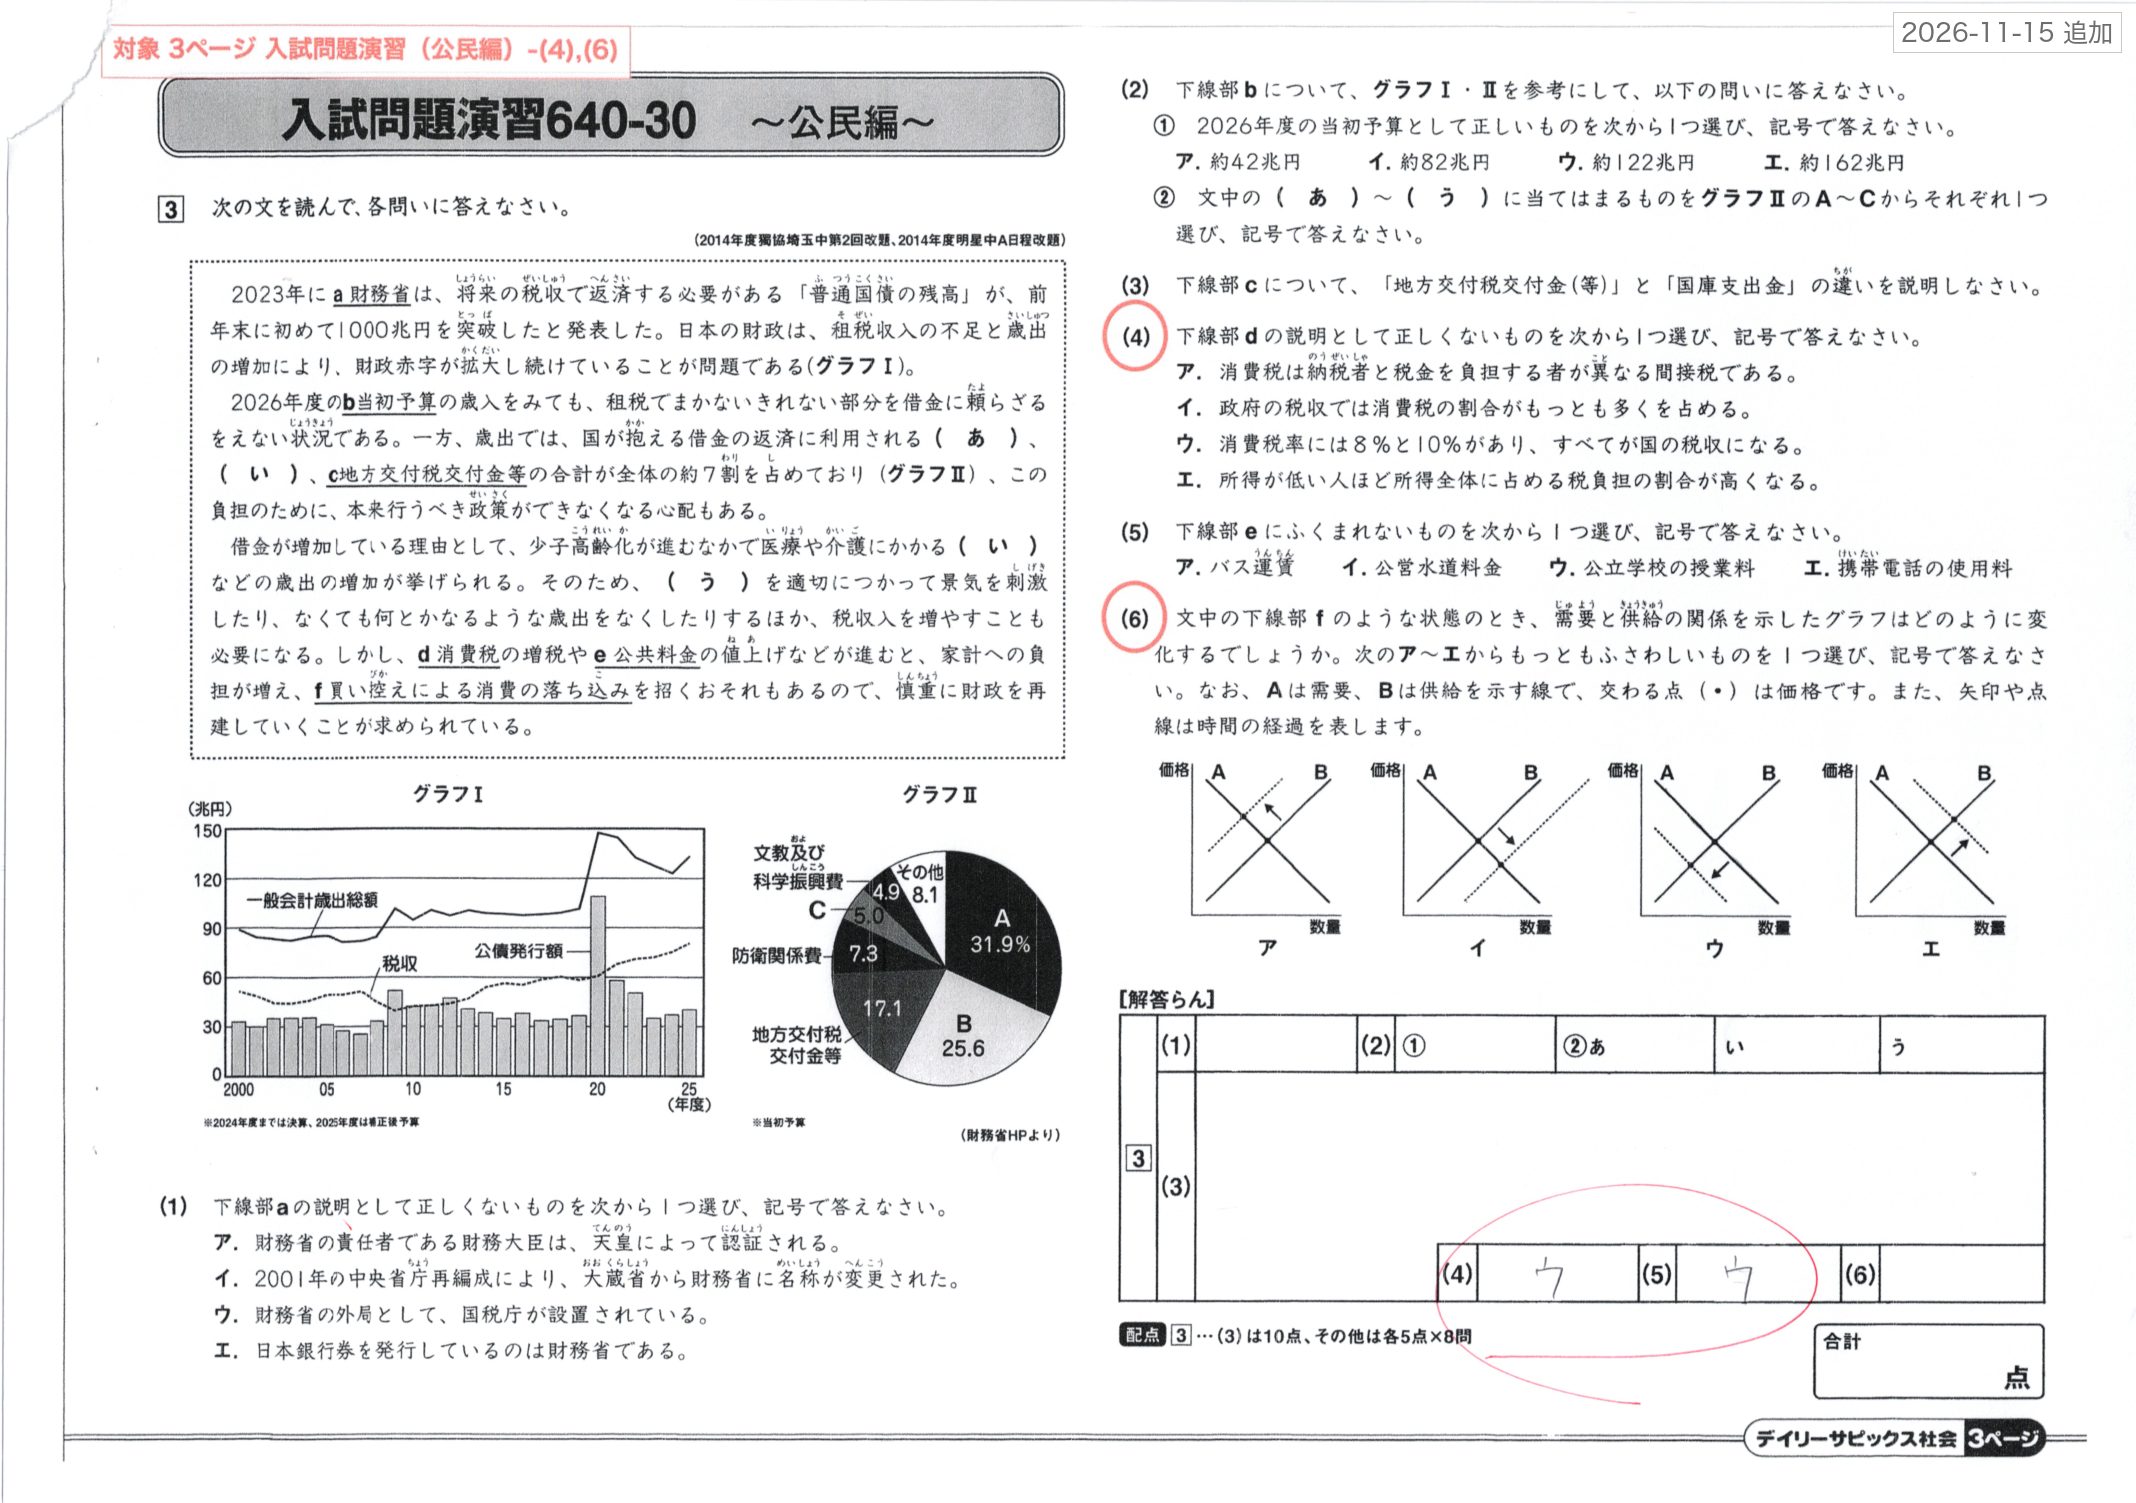 2026-11-15 追加
対象 3ページ 入試問題演習（公民編）-(4),(6)
入試問題演習640-30　～公民編～
3　次の文を読んで、各問いに答えなさい。
（2014年度獨協埼玉中第2回改題、2014年度明星中A日程改題）
2023年にa財務省は、将来の税収で返済する必要がある「普通国債の残高」が、前
年末に初めて1000兆円を突破したと発表した。日本の財政は、租税収入の不足と歳出
の増加により、財政赤字が拡大し続けていることが問題である(グラフⅠ)。
2026年度のb当初予算の歳入をみても、租税でまかないきれない部分を借金に頼らざる
をえない状況である。一方、歳出では、国が抱える借金の返済に利用される（　あ　）、
（　い　）、c地方交付税交付金等の合計が全体の約７割を占めており（グラフⅡ）、この
負担のために、本来行うべき政策ができなくなる心配もある。
借金が増加している理由として、少子高齢化が進むなかで医療や介護にかかる（　い　）
などの歳出の増加が挙げられる。そのため、（　う　）を適切につかって景気を刺激
したり、なくても何とかなるような歳出をなくしたりするほか、税収入を増やすことも
必要になる。しかし、d消費税の増税やe公共料金の値上げなどが進むと、家計への負
担が増え、f買い控えによる消費の落ち込みを招くおそれもあるので、慎重に財政を再
建していくことが求められている。
グラフⅠ
（兆円）
150
120
90
60
30
0
一般会計歳出総額
税収
公債発行額
2000 05 10 15 20 25
（年度）
※2024年度までは決算、2025年度は補正後予算
グラフⅡ
文教及び
科学振興費
4.9
その他
8.1
A
31.9%
C
5.0
防衛関係費
7.3
17.1
地方交付税
交付金等
B
25.6
※当初予算
（財務省HPより）
(1)　下線部aの説明として正しくないものを次から１つ選び、記号で答えなさい。
ア．財務省の責任者である財務大臣は、天皇によって認証される。
イ．2001年の中央省庁再編成により、大蔵省から財務省に名称が変更された。
ウ．財務省の外局として、国税庁が設置されている。
エ．日本銀行券を発行しているのは財務省である。
(2)　下線部bについて、グラフⅠ・Ⅱを参考にして、以下の問いに答えなさい。
①　2026年度の当初予算として正しいものを次から1つ選び、記号で答えなさい。
ア．約42兆円　イ．約82兆円　ウ．約122兆円　エ．約162兆円
②　文中の（　あ　）～（　う　）に当てはまるものをグラフⅡのA～Cからそれぞれ1つ
選び、記号で答えなさい。
(3)　下線部cについて、「地方交付税交付金(等)」と「国庫支出金」の違いを説明しなさい。
(4)　下線部dの説明として正しくないものを次から1つ選び、記号で答えなさい。
ア．消費税は納税者と税金を負担する者が異なる間接税である。
イ．政府の税収では消費税の割合がもっとも多くを占める。
ウ．消費税率には８％と10％があり、すべてが国の税収になる。
エ．所得が低い人ほど所得全体に占める税負担の割合が高くなる。
(5)　下線部eにふくまれないものを次から１つ選び、記号で答えなさい。
ア．バス運賃　イ．公営水道料金　ウ．公立学校の授業料　エ．携帯電話の使用料
(6)　文中の下線部fのような状態のとき、需要と供給の関係を示したグラフはどのように変
化するでしょうか。次のア～エからもっともふさわしいものを１つ選び、記号で答えなさ
い。なお、Aは需要、Bは供給を示す線で、交わる点（・）は価格です。また、矢印や点
線は時間の経過を表します。
価格 A B 数量 ア
価格 A B 数量 イ
価格 A B 数量 ウ
価格 A B 数量 エ
［解答らん］
3
(1) (2) ① ②あ い う
(3)
(4) ウ (5) ウ (6)
配点 3…(3)は10点、その他は各5点×8問
合計
点
デイリーサピックス社会 3ページ